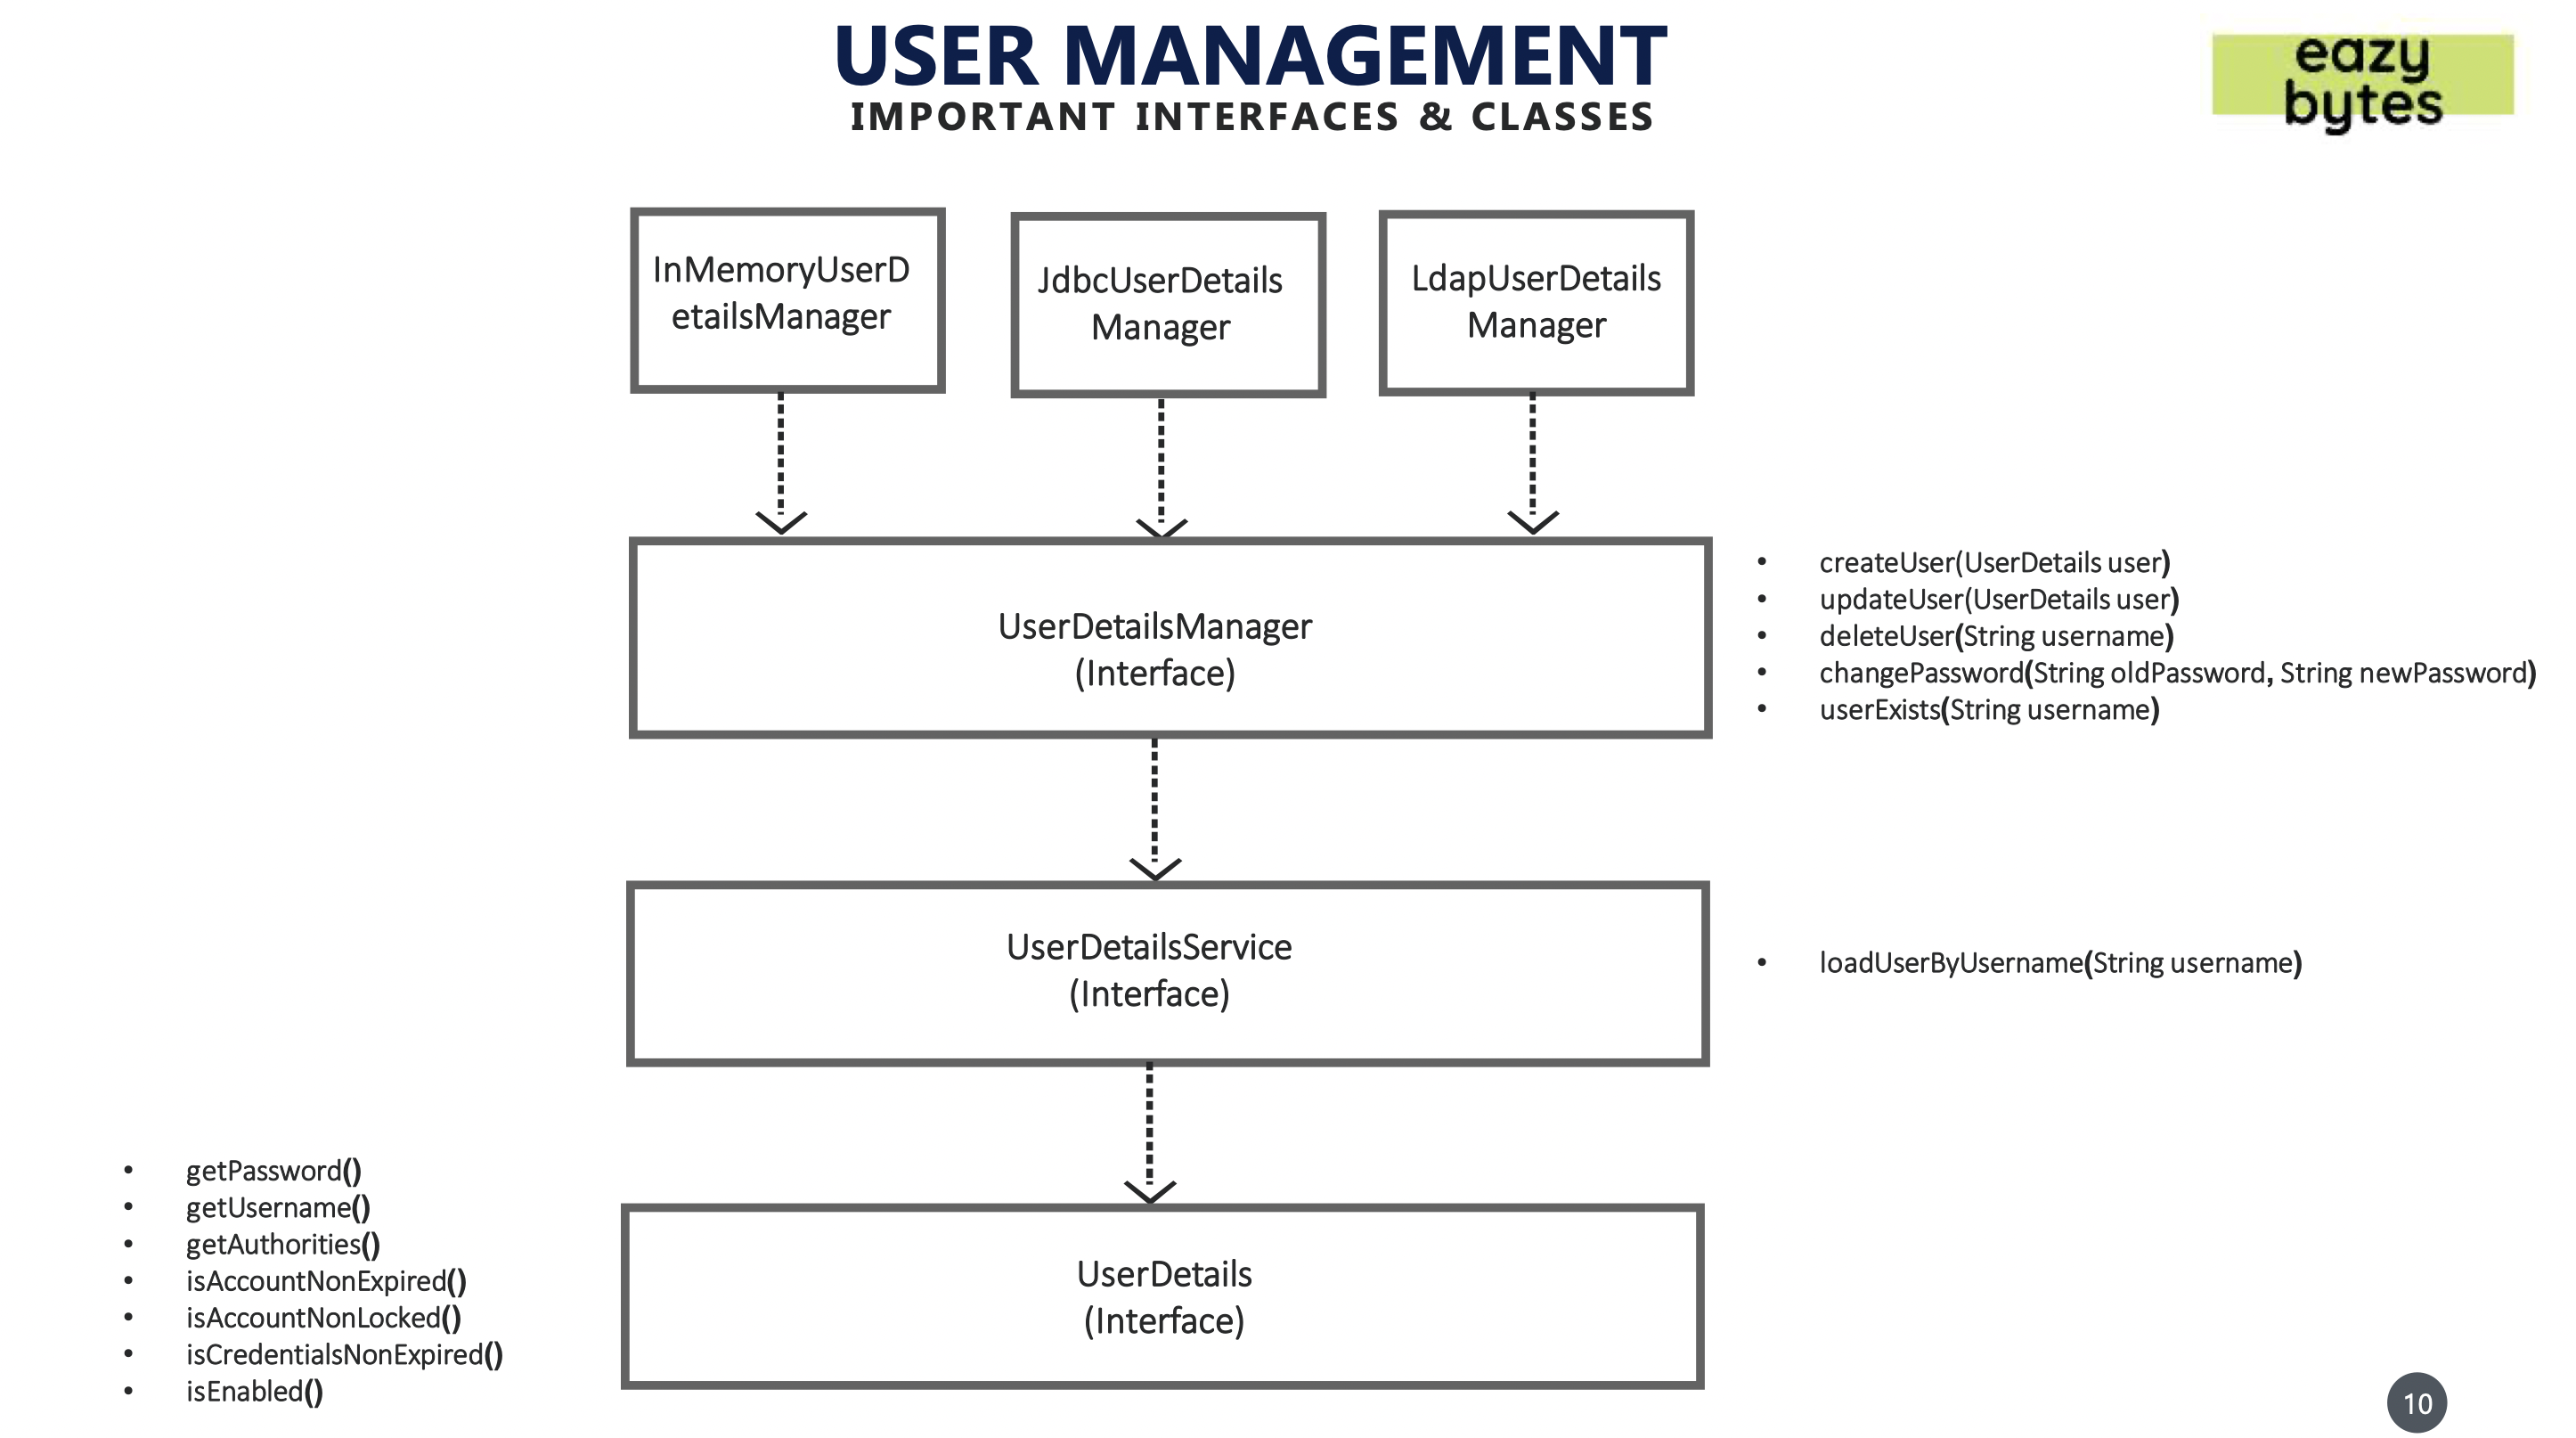 USER MANAGEMENT
IMPORTANT INTERFACES & CLASSES
eazy
bytes
InMemoryUserD
etailsManager
JdbcUserDetails
Manager
LdapUserDetails
Manager
UserDetailsManager
(Interface)
• createUser(UserDetails user)
• updateUser(UserDetails user)
• deleteUser(String username)
• changePassword(String oldPassword, String newPassword)
• userExists(String username)
UserDetailsService
(Interface)
• loadUserByUsername(String username)
• getPassword()
• getUsername()
• getAuthorities()
• isAccountNonExpired()
• isAccountNonLocked()
• isCredentialsNonExpired()
• isEnabled()
UserDetails
(Interface)
10